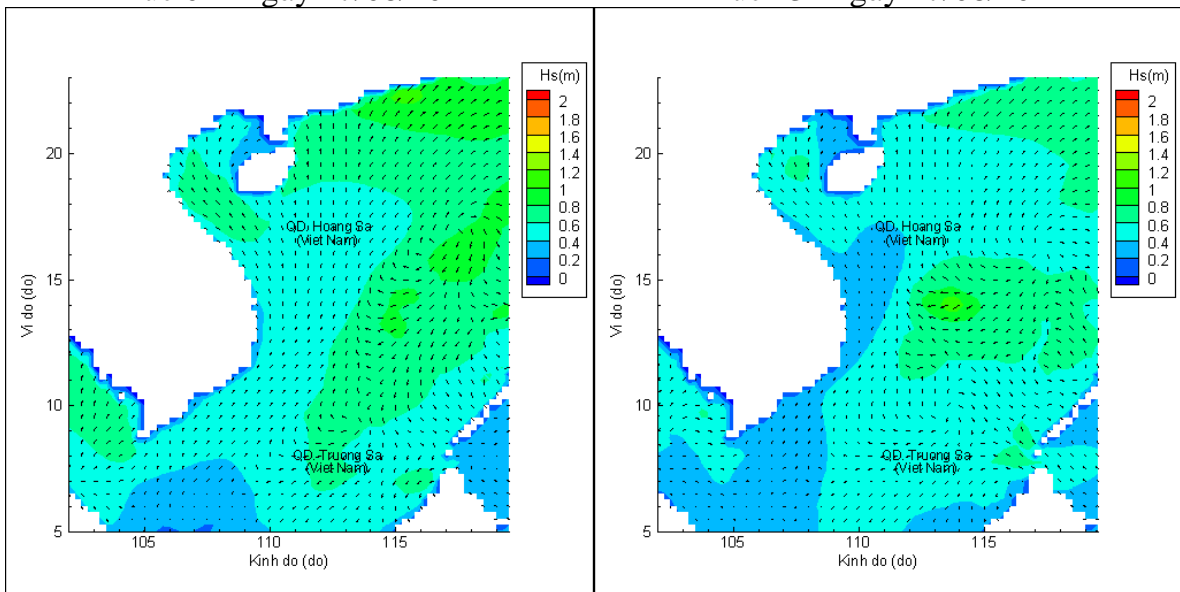 Hs(m)
2
1.8
1.6
1.4
1.2
1
0.8
0.6
0.4
0.2
0
20
15
10
5
Vi do (do)
QD. Hoang Sa
(Viet Nam)
QD. Truong Sa
(Viet Nam)
105
110
115
Kinh do (do)
Hs(m)
2
1.8
1.6
1.4
1.2
1
0.8
0.6
0.4
0.2
0
20
15
10
5
Vi do (do)
QD. Hoang Sa
(Viet Nam)
QD. Truong Sa
(Viet Nam)
105
110
115
Kinh do (do)